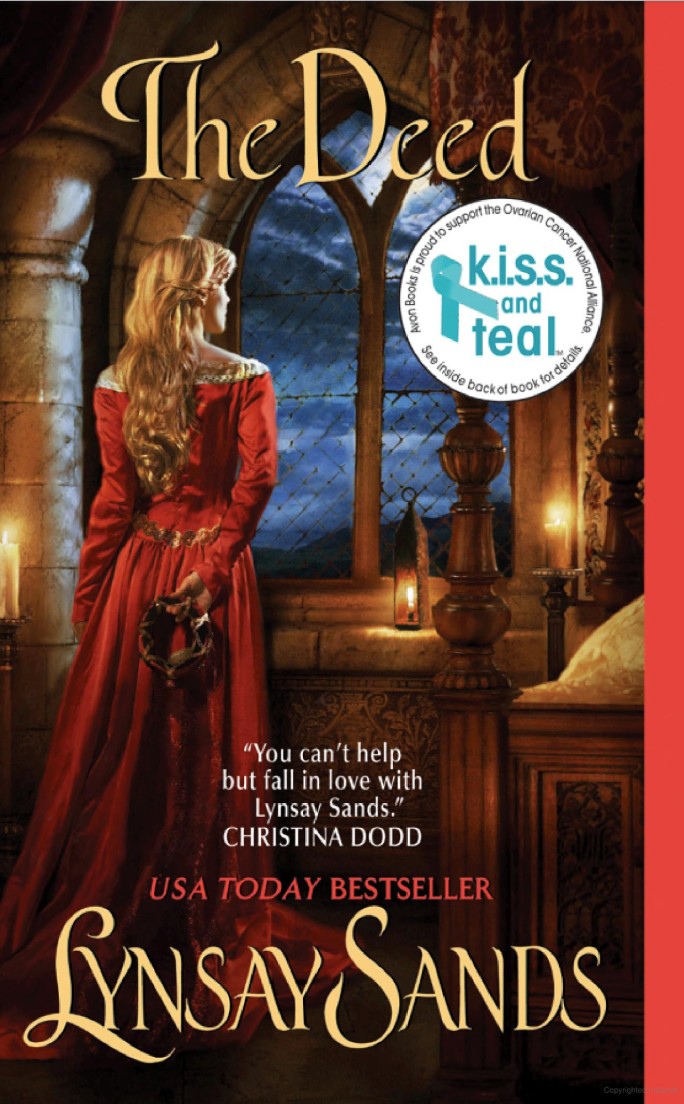 The Deed
Avon Books is proud to support the Ovarian Cancer National Alliance.
k.i.s.s.
and
teal™
See inside back of book for details.
“You can’t help
but fall in love with
Lynsay Sands.”
CHRISTINA DODD
USA TODAY BESTSELLER
LYNSAY SANDS